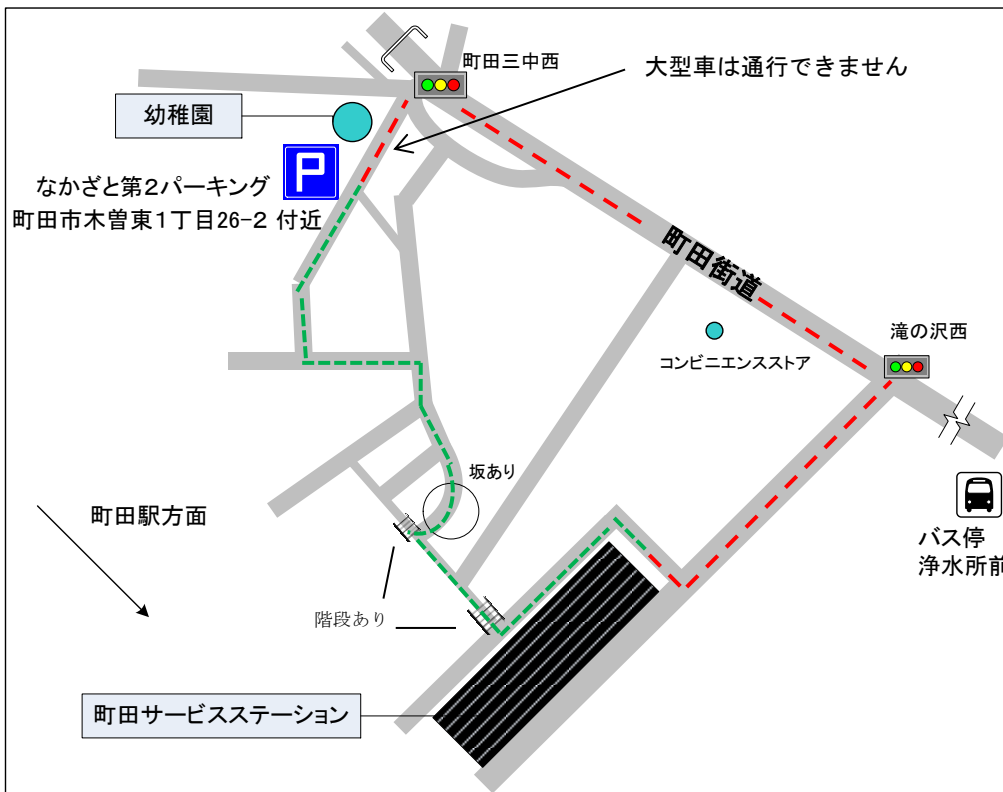 町田三中西
大型車は通行できません
幼稚園
P
なかざと第2パーキング
町田市木曽東1丁目26-2 付近
町田街道
滝の沢西
コンビニエンスストア
坂あり
町田駅方面
バス停
浄水所前
階段あり
町田サービスステーション